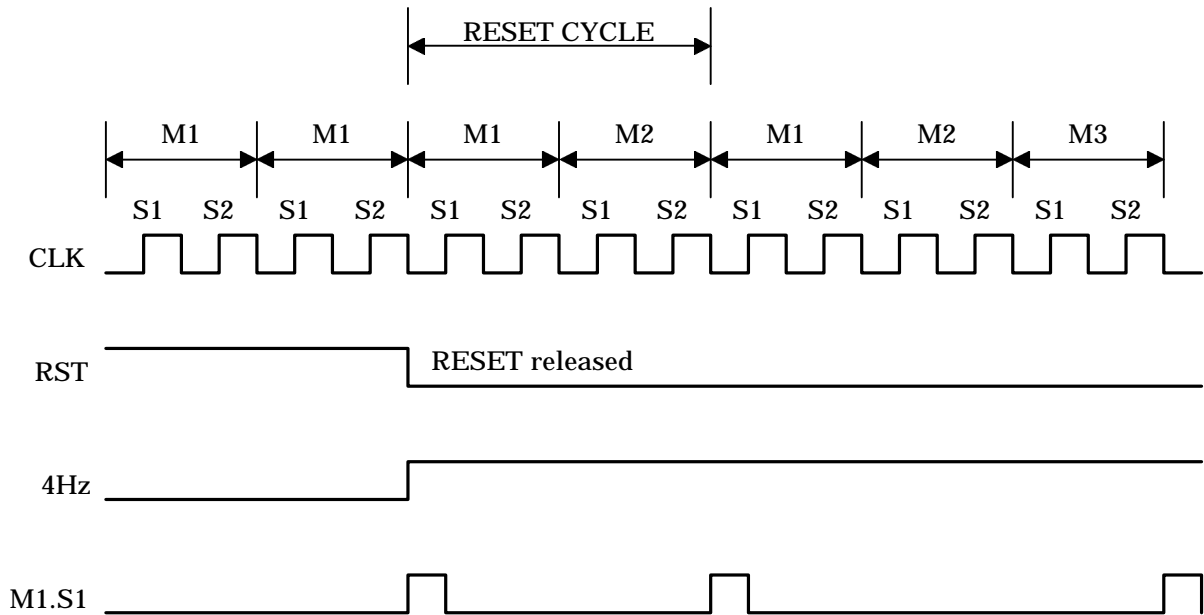 RESET CYCLE
M1 M1 M1 M2 M1 M2 M3
S1 S2 S1 S2 S1 S2 S1 S2 S1 S2 S1 S2 S1 S2
CLK
RST RESET released
4Hz
M1.S1